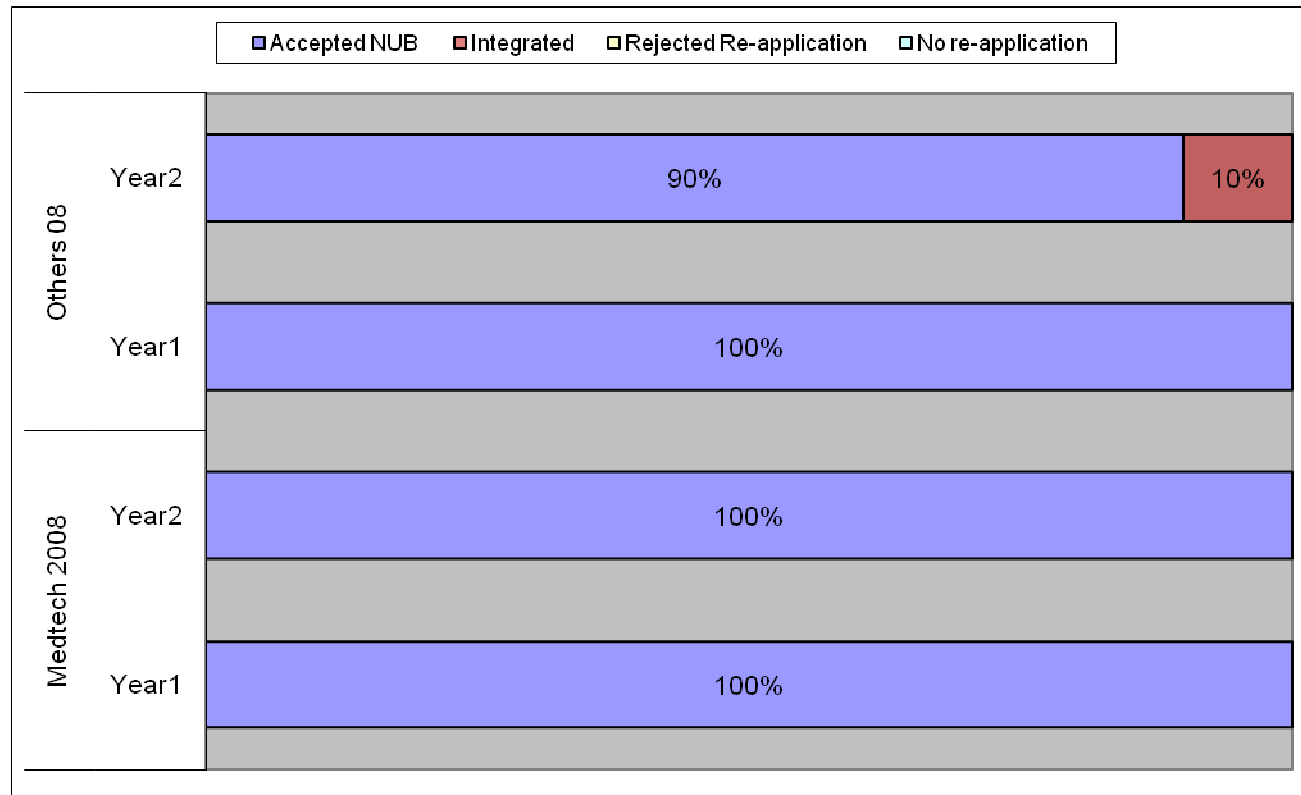 Accepted NUB Integrated Rejected Re-application No re-application
Others 08
Year2
90% 10%
Year1
100%
Medtech 2008
Year2
100%
Year1
100%